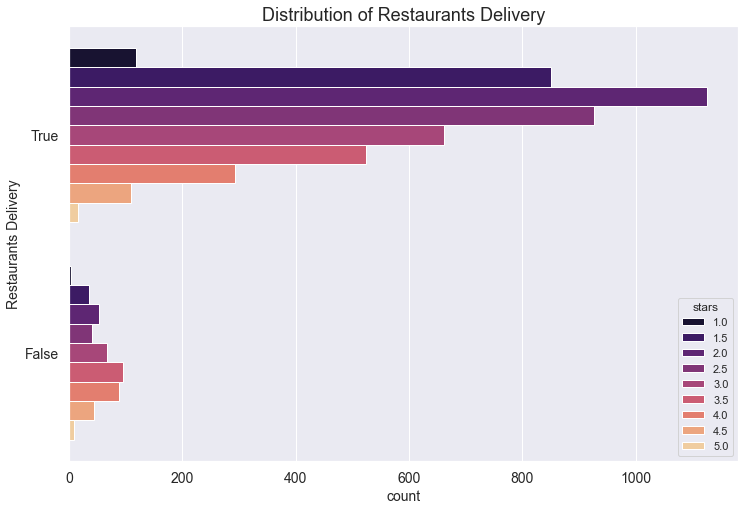 Distribution of Restaurants Delivery
Restaurants Delivery
True
False
stars
1.0
1.5
2.0
2.5
3.0
3.5
4.0
4.5
5.0
0 200 400 600 800 1000
count